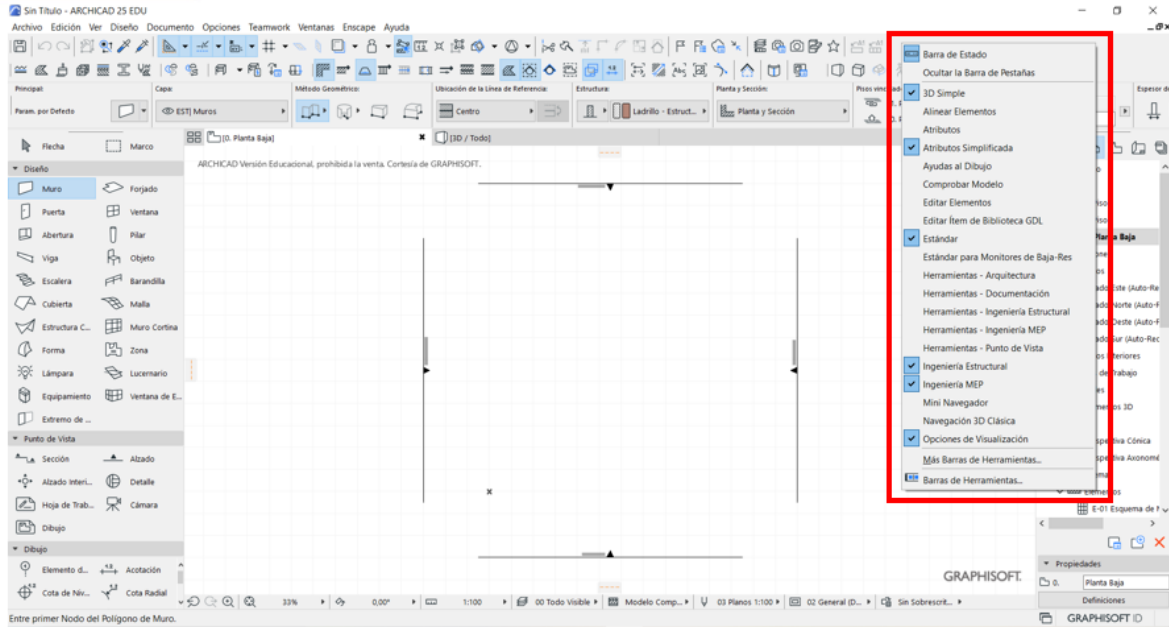 Sin Título - ARCHICAD 25 EDU
Archivo Edición Ver Diseño Documento Opciones Teamwork Ventanas Enscape Ayuda
Principal:
Capa:
Método Geométrico:
Ubicación de la Línea de Referencia:
Estructura:
Planta y Sección:
Param. por Defecto
EST| Muros
Centro
Ladrillo - Estruct...
Planta y Sección
Flecha
Marco
[0. Planta Baja]
[3D / Todo]
ARCHICAD Versión Educacional, prohibida la venta. Cortesía de GRAPHISOFT.
Diseño
Muro
Forjado
Puerta
Ventana
Abertura
Pilar
Viga
Objeto
Escalera
Barandilla
Cubierta
Malla
Estructura C...
Muro Cortina
Forma
Zona
Lámpara
Lucernario
Equipamiento
Ventana de E...
Extremo de ...
Punto de Vista
Sección
Alzado
Alzado Interi...
Detalle
Hoja de Trab...
Cámara
Dibujo
Dibujo
Elemento d...
Acotación
Cota de Niv...
Cota Radial
Barra de Estado
Ocultar la Barra de Pestañas
3D Simple
Alinear Elementos
Atributos
Atributos Simplificada
Ayudas al Dibujo
Comprobar Modelo
Editar Elementos
Editar Ítem de Biblioteca GDL
Estándar
Estándar para Monitores de Baja-Res
Herramientas - Arquitectura
Herramientas - Documentación
Herramientas - Ingeniería Estructural
Herramientas - Ingeniería MEP
Herramientas - Punto de Vista
Ingeniería Estructural
Ingeniería MEP
Mini Navegador
Navegación 3D Clásica
Opciones de Visualización
Más Barras de Herramientas...
Barras de Herramientas...
E-01 Esquema de
Propiedades
0.
Planta Baja
Definiciones
GRAPHISOFT.
33%
0,00°
1:100
00 Todo Visible
Modelo Comp...
03 Planos 1:100
02 General (D...
Sin Sobrescrit...
Entre primer Nodo del Polígono de Muro.
GRAPHISOFT ID